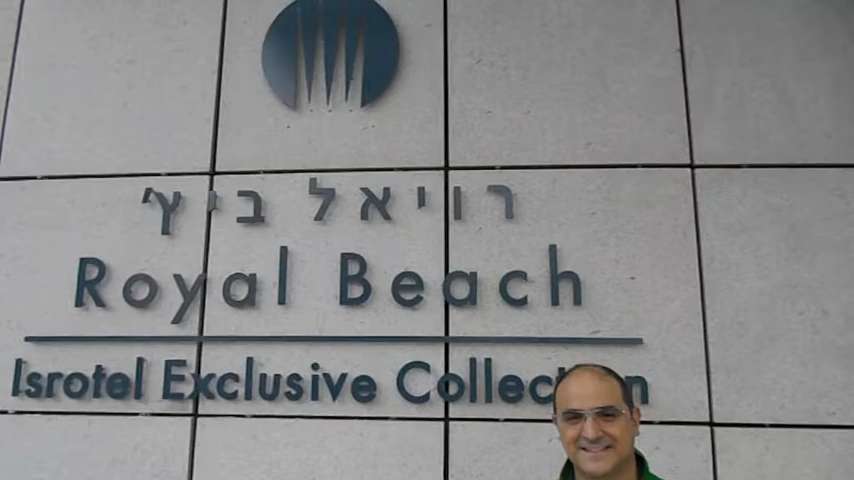 רויאל ביץ'
Royal Beach
Isrotel Exclusive Collection